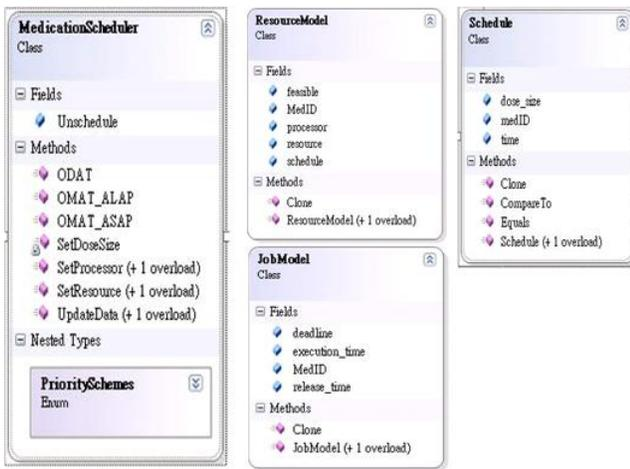 MedicationScheduler
Class
Fields
Unschedule
Methods
ODAT
OMAT_ALAP
OMAT_ASAP
SetDoseSize
SetProcessor (+ 1 overload)
SetResource (+ 1 overload)
UpdateData (+ 1 overload)
Nested Types
PrioritySchemes
Enum
ResourceModel
Class
Fields
feasible
MedID
processor
resource
schedule
Methods
Clone
ResourceModel (+ 1 overload)
JobModel
Class
Fields
deadline
execution_time
MedID
release_time
Methods
Clone
JobModel (+ 1 overload)
Schedule
Class
Fields
dose_size
medID
time
Methods
Clone
CompareTo
Equals
Schedule (+ 1 overload)